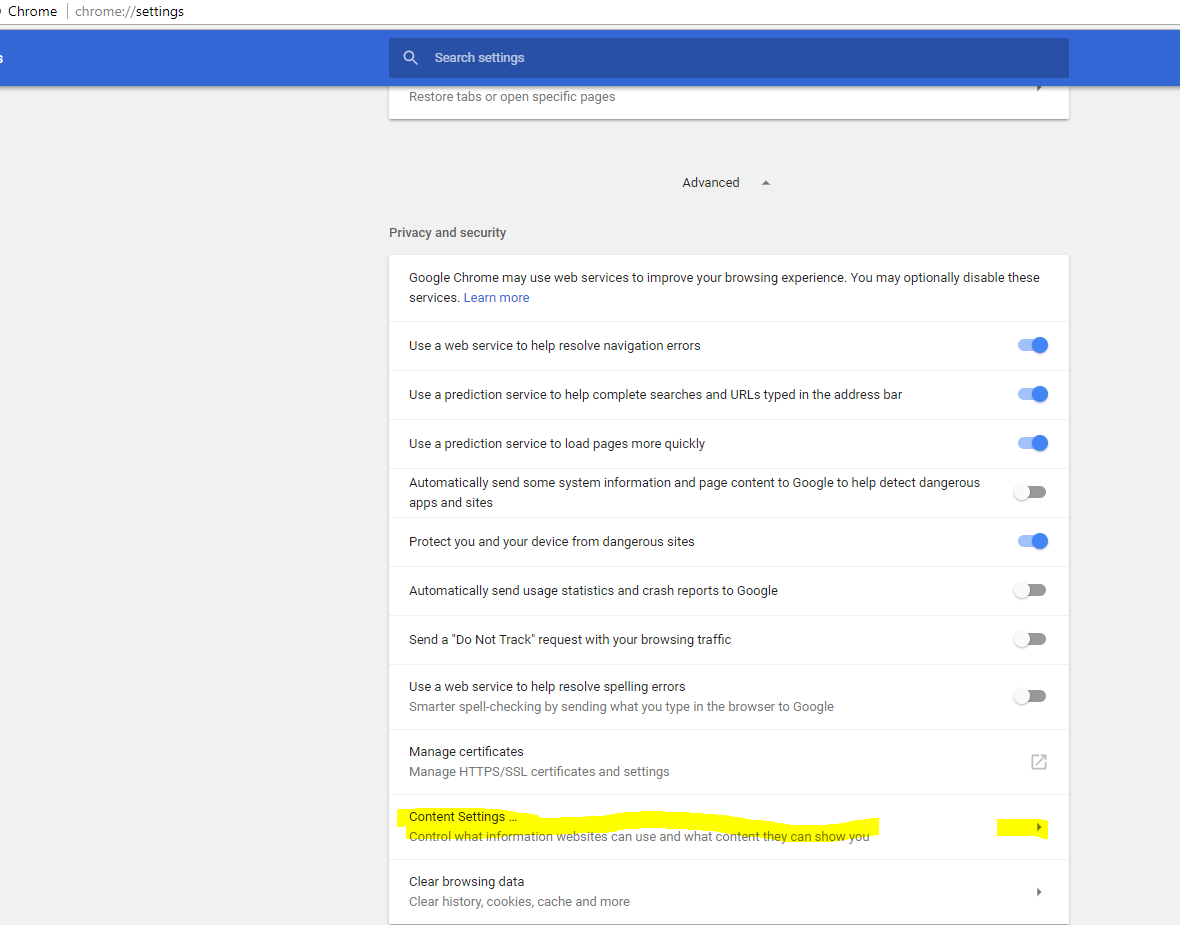 Chrome chrome://settings
s
Search settings
Restore tabs or open specific pages
Advanced
Privacy and security
Google Chrome may use web services to improve your browsing experience. You may optionally disable these
services. Learn more
Use a web service to help resolve navigation errors
Use a prediction service to help complete searches and URLs typed in the address bar
Use a prediction service to load pages more quickly
Automatically send some system information and page content to Google to help detect dangerous
apps and sites
Protect you and your device from dangerous sites
Automatically send usage statistics and crash reports to Google
Send a "Do Not Track" request with your browsing traffic
Use a web service to help resolve spelling errors
Smarter spell-checking by sending what you type in the browser to Google
Manage certificates
Manage HTTPS/SSL certificates and settings
Content Settings ...
Control what information websites can use and what content they can show you
Clear browsing data
Clear history, cookies, cache and more